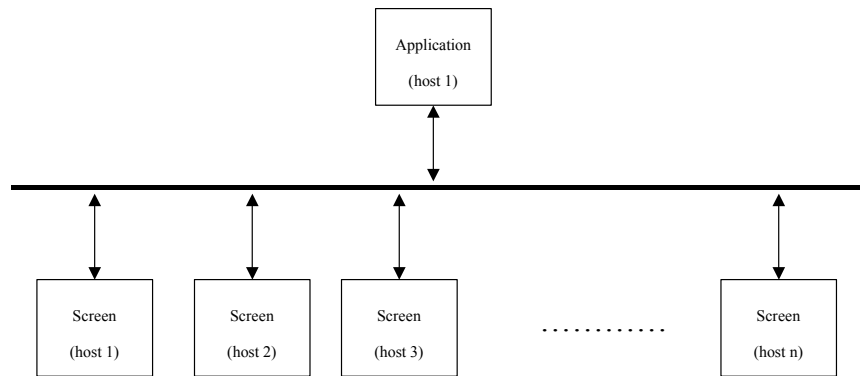 Application
(host 1)
Screen
(host 1)
Screen
(host 2)
Screen
(host 3)
............
Screen
(host n)